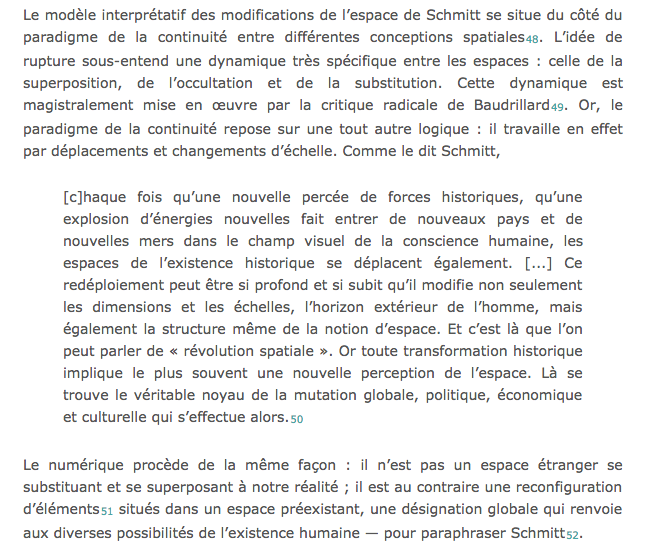 Le modèle interprétatif des modifications de l’espace de Schmitt se situe du côté du
paradigme de la continuité entre différentes conceptions spatiales48. L’idée de
rupture sous-entend une dynamique très spécifique entre les espaces : celle de la
superposition, de l’occultation et de la substitution. Cette dynamique est
magistralement mise en œuvre par la critique radicale de Baudrillard49. Or, le
paradigme de la continuité repose sur une tout autre logique : il travaille en effet
par déplacements et changements d’échelle. Comme le dit Schmitt,
[c]haque fois qu’une nouvelle percée de forces historiques, qu’une
explosion d’énergies nouvelles fait entrer de nouveaux pays et de
nouvelles mers dans le champ visuel de la conscience humaine, les
espaces de l’existence historique se déplacent également. [...] Ce
redéploiement peut être si profond et si subit qu’il modifie non seulement
les dimensions et les échelles, l’horizon extérieur de l’homme, mais
également la structure même de la notion d’espace. Et c’est là que l’on
peut parler de « révolution spatiale ». Or toute transformation historique
implique le plus souvent une nouvelle perception de l’espace. Là se
trouve le véritable noyau de la mutation globale, politique, économique
et culturelle qui s’effectue alors.50
Le numérique procède de la même façon : il n’est pas un espace étranger se
substituant et se superposant à notre réalité ; il est au contraire une reconfiguration
d’éléments51 situés dans un espace préexistant, une désignation globale qui renvoie
aux diverses possibilités de l’existence humaine — pour paraphraser Schmitt52.